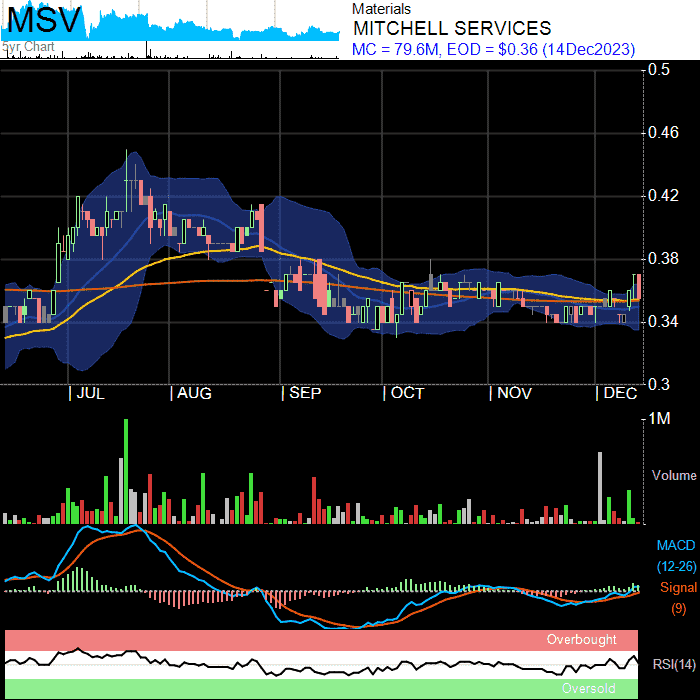 MSV
5yr Chart
Materials
MITCHELL SERVICES
MC = 79.6M, EOD = $0.36 (14Dec2023)
0.5
0.46
0.42
0.38
0.34
0.3
JUL AUG SEP OCT NOV DEC
1M
Volume
MACD
(12-26)
Signal
(9)
Overbought
RSI(14)
Oversold